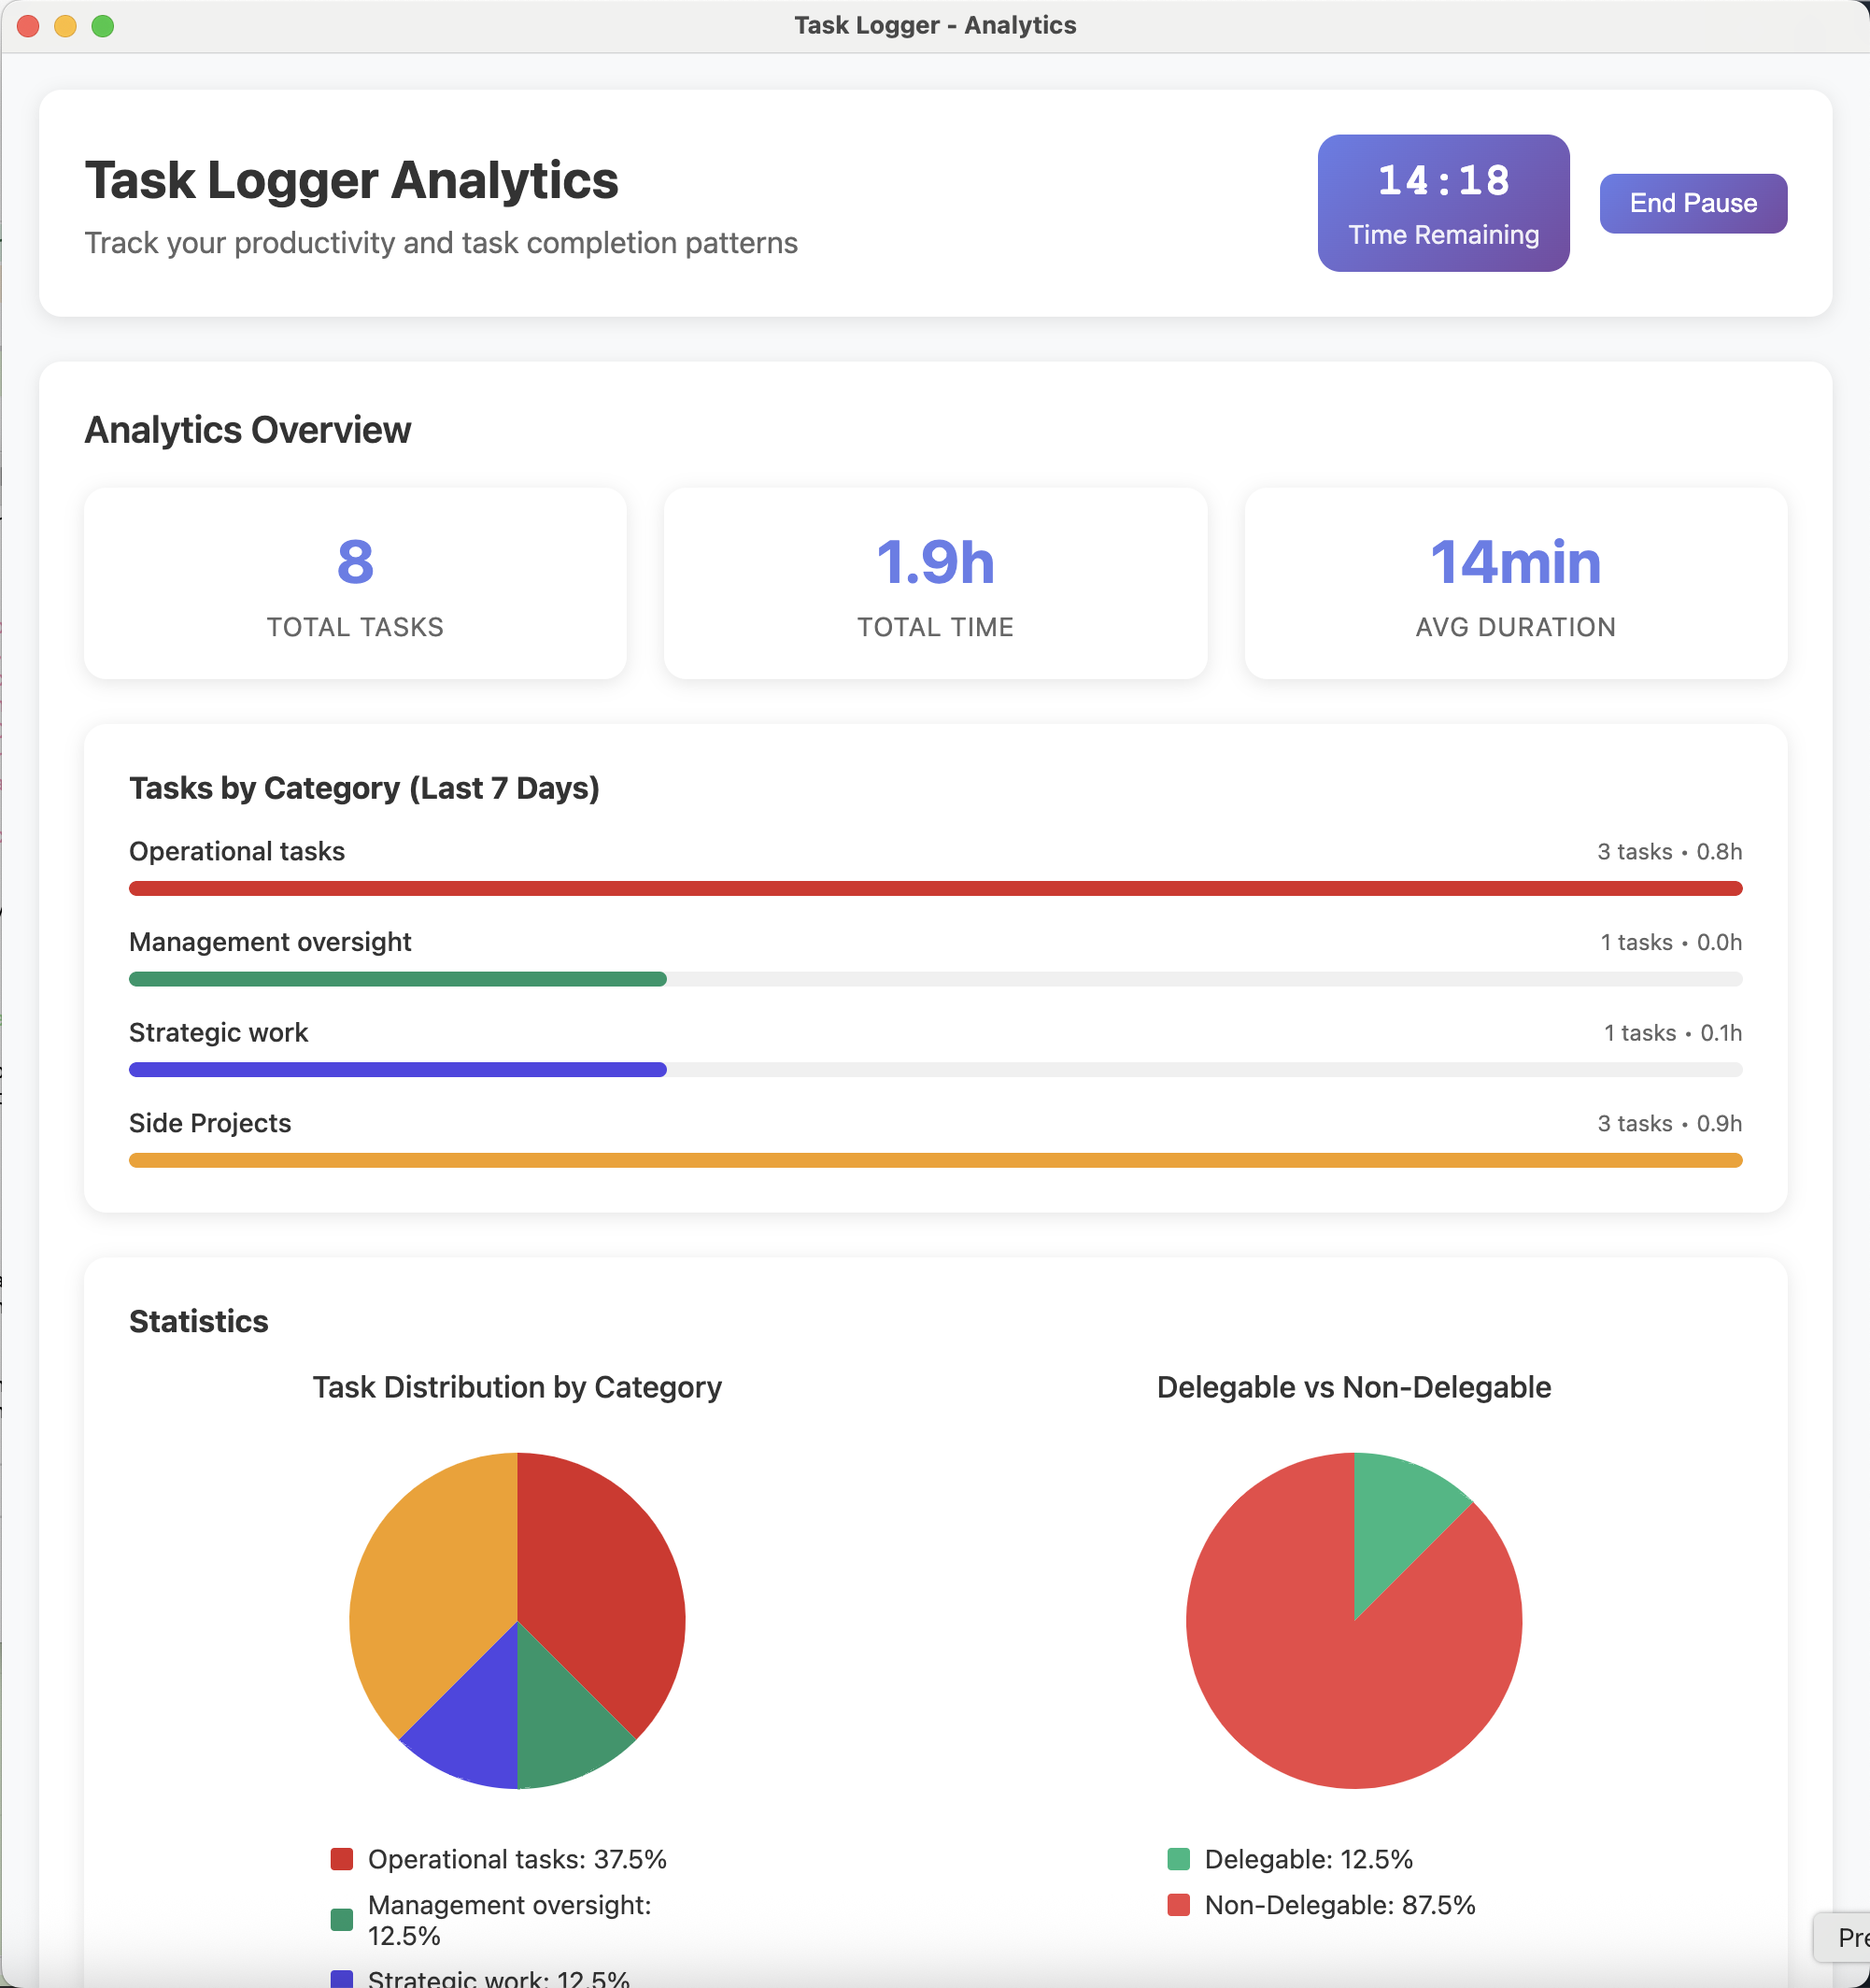 Task Logger - Analytics
Task Logger Analytics
Track your productivity and task completion patterns
14:18
Time Remaining
End Pause
Analytics Overview
8
TOTAL TASKS
1.9h
TOTAL TIME
14min
AVG DURATION
Tasks by Category (Last 7 Days)
Operational tasks
3 tasks • 0.8h
Management oversight
1 tasks • 0.0h
Strategic work
1 tasks • 0.1h
Side Projects
3 tasks • 0.9h
Statistics
Task Distribution by Category
Operational tasks: 37.5%
Management oversight:
12.5%
Strategic work: 12.5%
Delegable vs Non-Delegable
Delegable: 12.5%
Non-Delegable: 87.5%